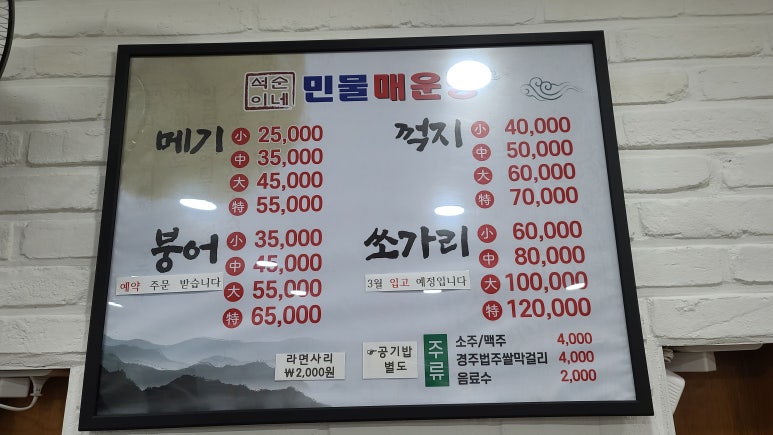 석순이네 민물매운
메기 小 25,000
中 35,000
大 45,000
特 55,000
꺽지 小 40,000
中 50,000
大 60,000
特 70,000
붕어 小 35,000
中 45,000
大 55,000
特 65,000
예약 주문 받습니다
쏘가리 小 60,000
中 80,000
大 100,000
特 120,000
3월 입고 예정입니다
라면사리
₩2,000원
☞공기밥
별도
주류
소주/맥주 4,000
경주법주쌀막걸리 4,000
음료수 2,000